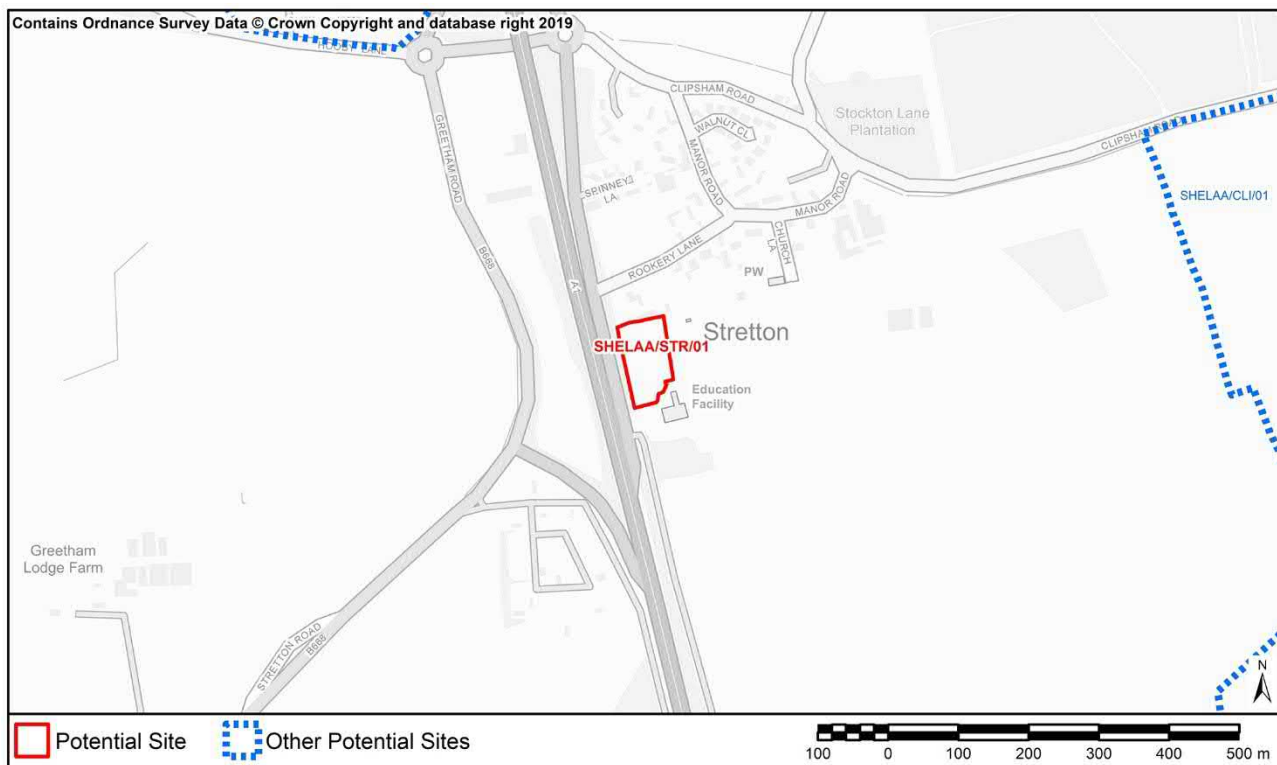 Contains Ordnance Survey Data © Crown Copyright and database right 2019
HOOBY LANE
CLIPSHAM ROAD
WALNUT CL
Stockton Lane
Plantation
CLIPSHAM ROAD
GREETHAM ROAD
MANOR ROAD
SPINNEY
LA
MANOR ROAD
SHELAA/CLI/01
CHURCH
LA
ROOKERY LANE
B668
A1
PW
Stretton
SHELAA/STR/01
Education
Facility
Greetham
Lodge Farm
STRETTON ROAD
B668
N
Potential Site
Other Potential Sites
100 0 100 200 300 400 500 m